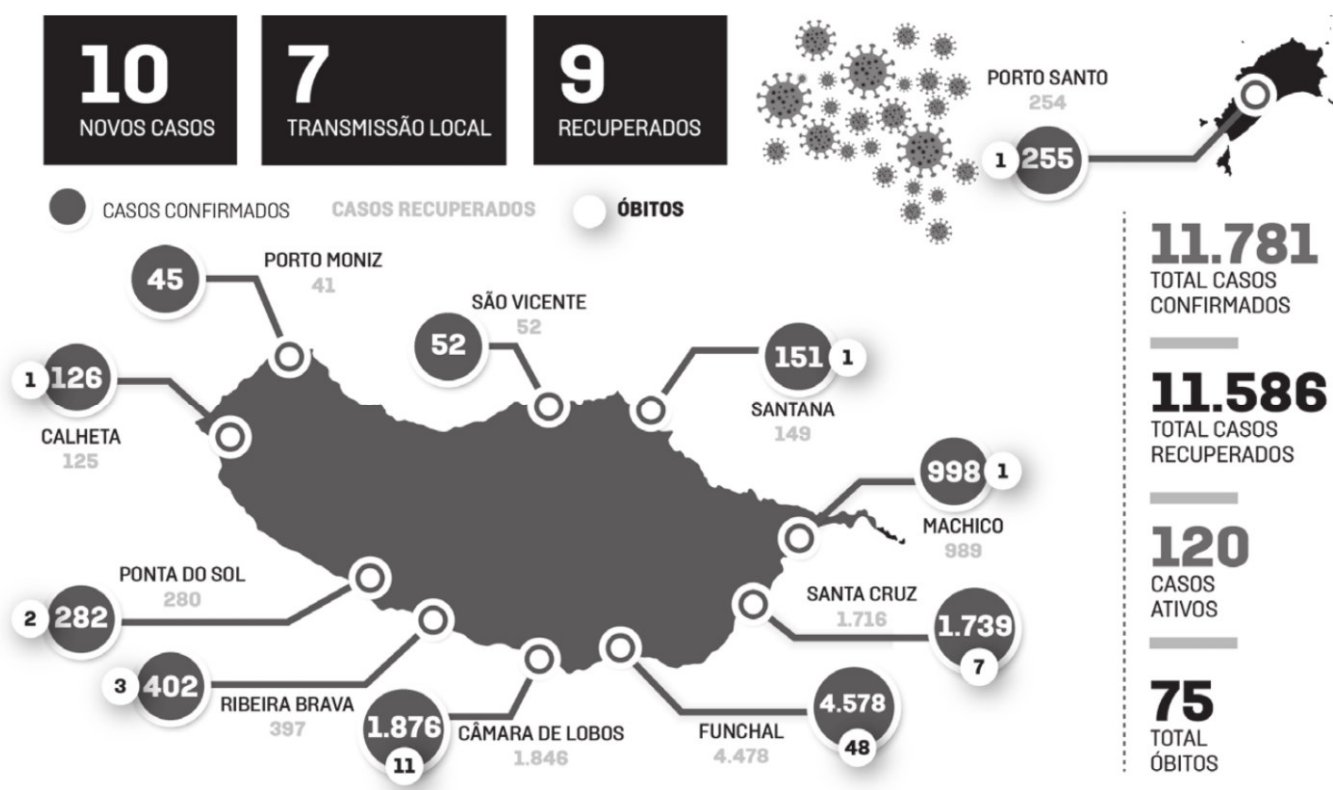 10
NOVOS CASOS
7
TRANSMISSÃO LOCAL
9
RECUPERADOS
PORTO SANTO
254
1
255
CASOS CONFIRMADOS
CASOS RECUPERADOS
ÓBITOS
45
PORTO MONIZ
41
SÃO VICENTE
52
52
151
1
SANTANA
149
1
126
CALHETA
125
998
1
MACHICO
989
PONTA DO SOL
280
2
282
SANTA CRUZ
1.716
1.739
7
3
402
RIBEIRA BRAVA
397
1.876
11
CÂMARA DE LOBOS
1.846
FUNCHAL
4.478
4.578
48
11.781
TOTAL CASOS
CONFIRMADOS
11.586
TOTAL CASOS
RECUPERADOS
120
CASOS
ATIVOS
75
TOTAL
ÓBITOS